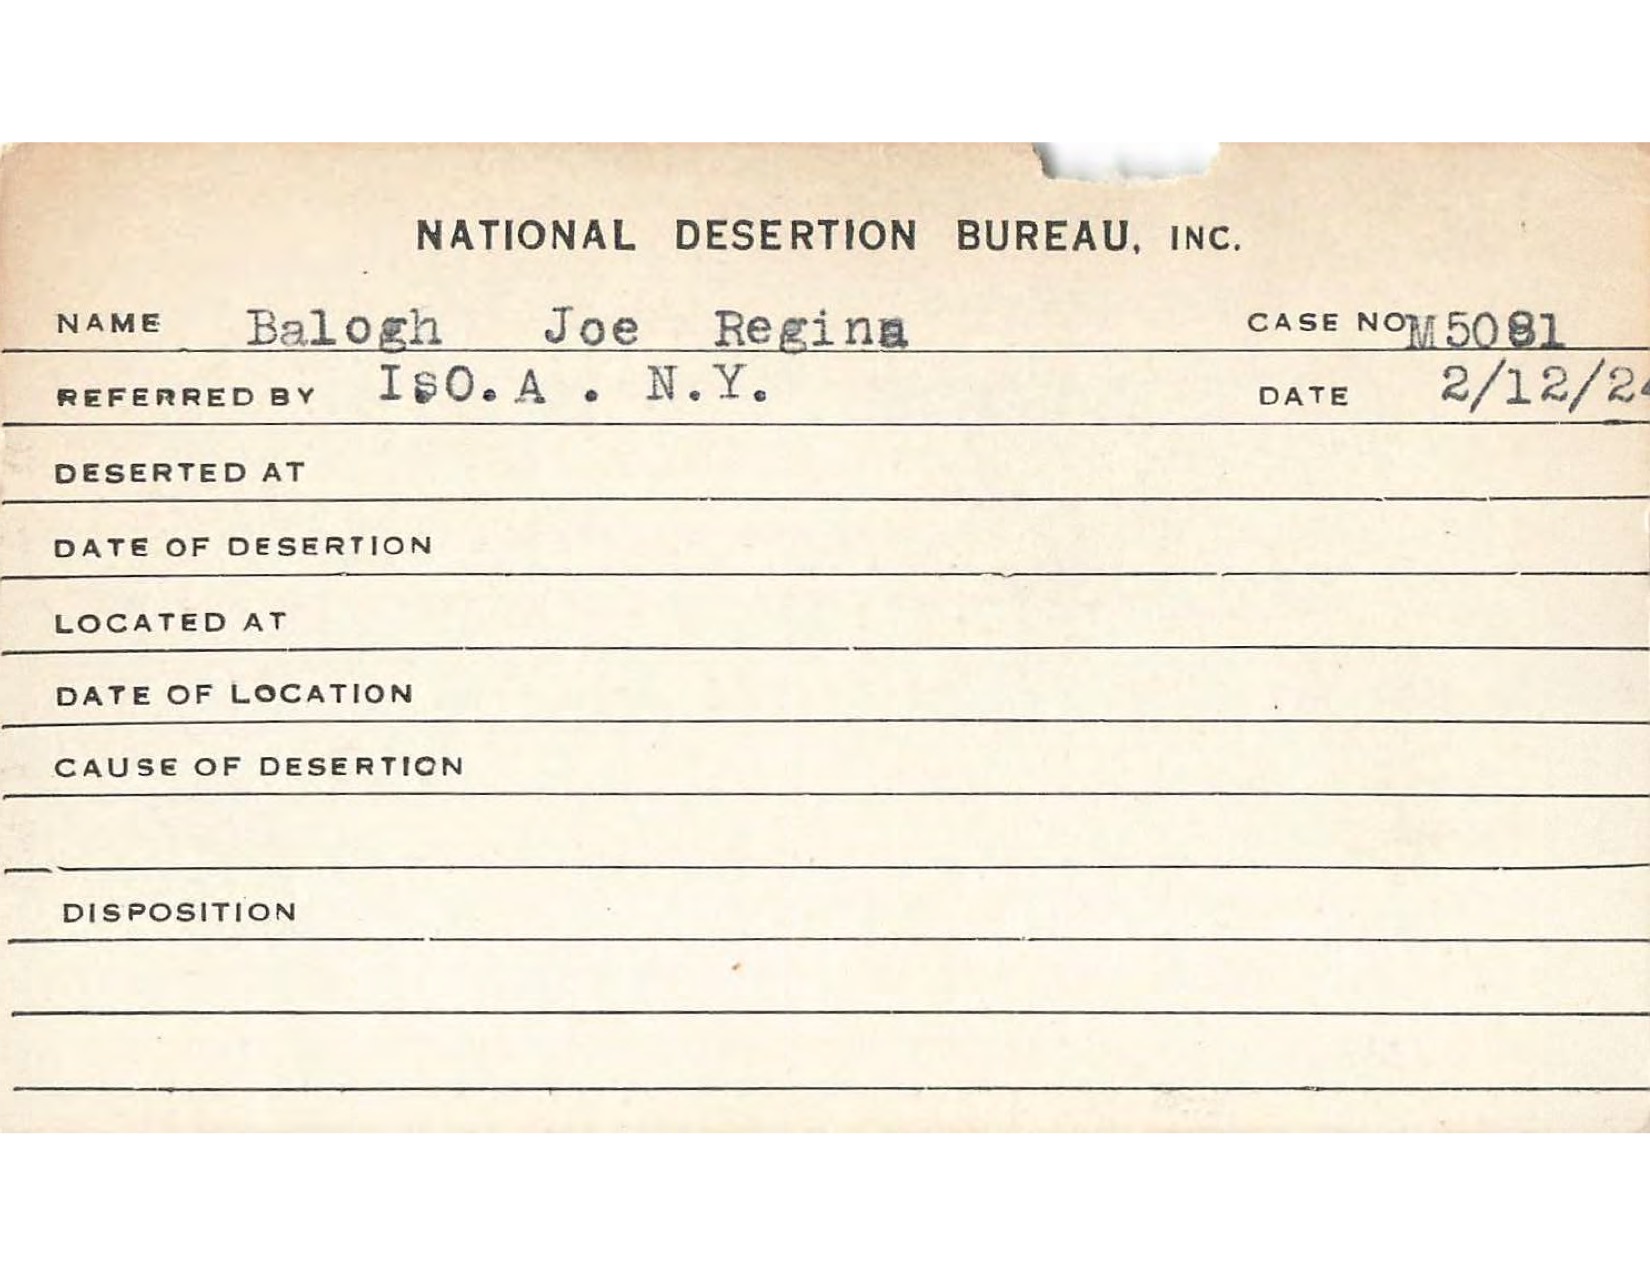 NATIONAL DESERTION BUREAU, INC.
NAME Balogh Joe Regina CASE NO M5081
REFERRED BY IsO.A . N.Y. DATE 2/12/24
DESERTED AT
DATE OF DESERTION
LOCATED AT
DATE OF LOCATION
CAUSE OF DESERTION
DISPOSITION